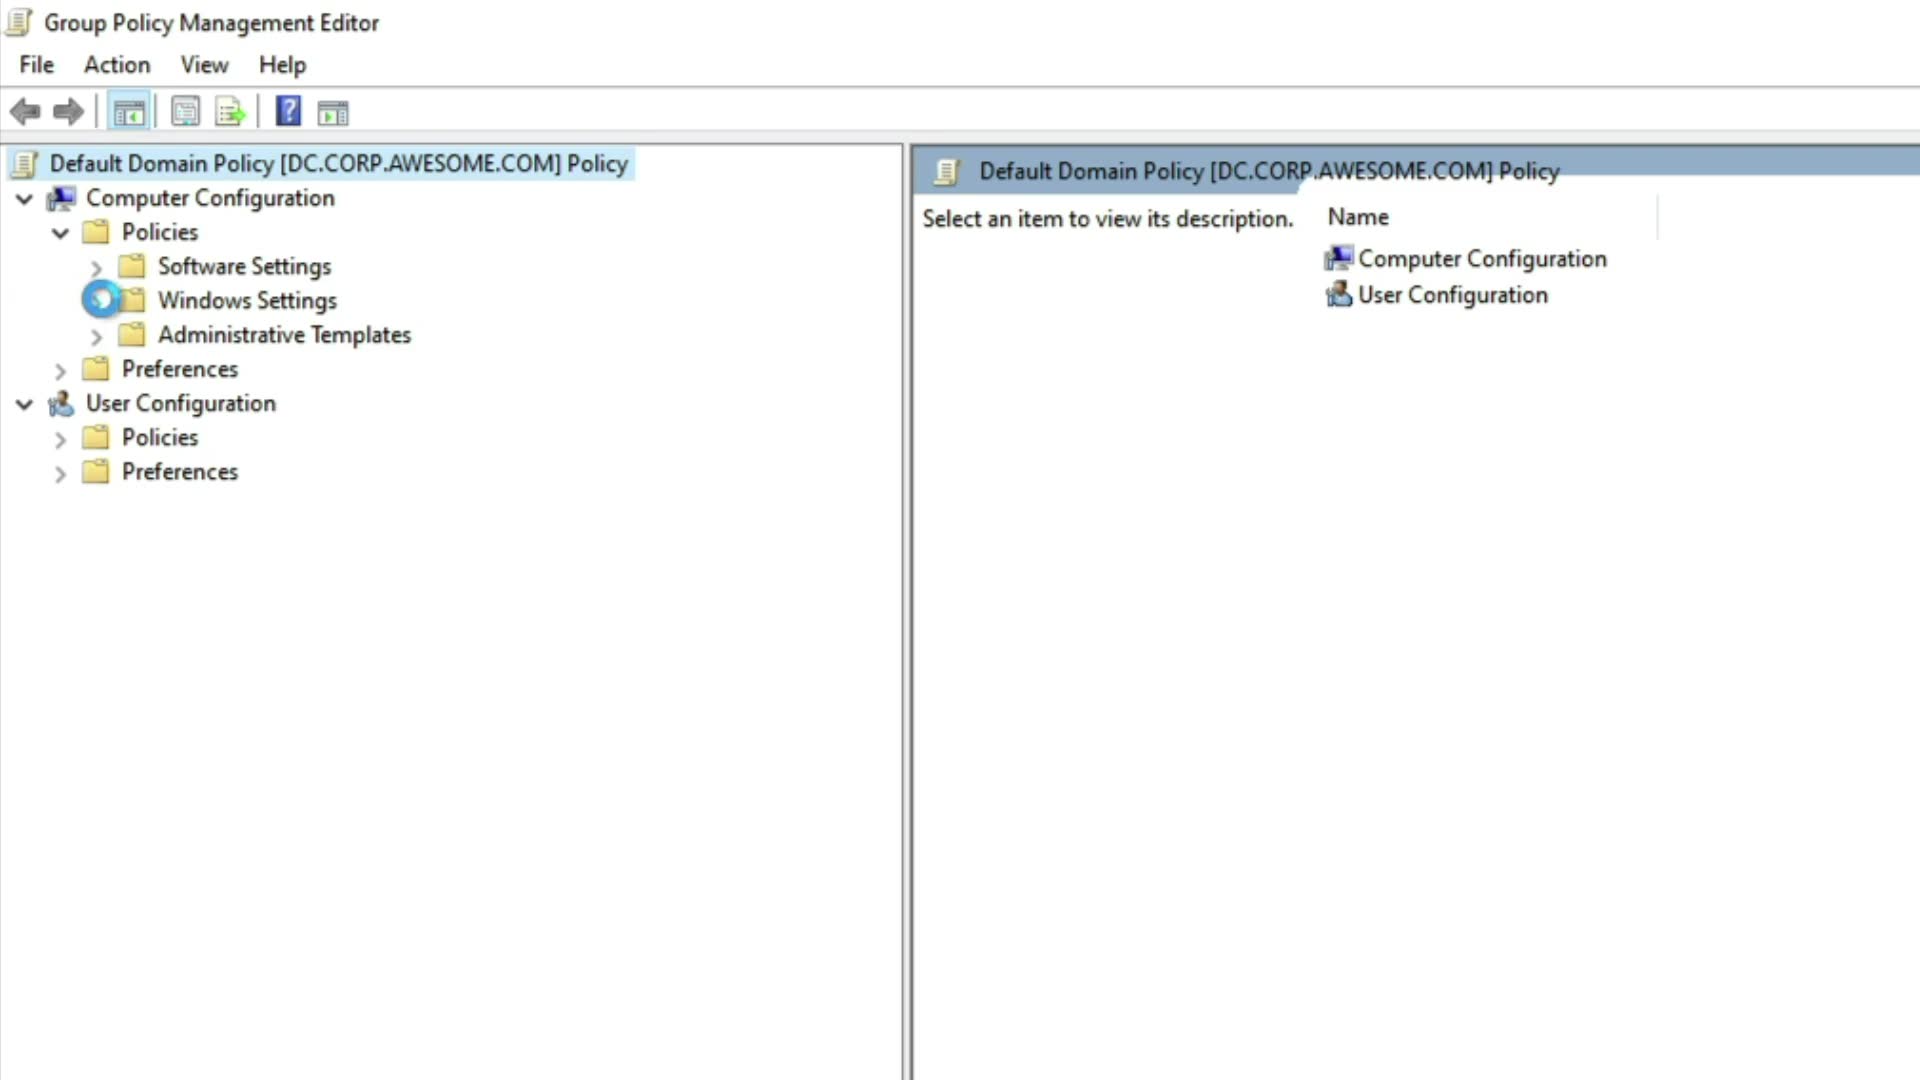 Group Policy Management Editor
File Action View Help
Default Domain Policy [DC.CORP.AWESOME.COM] Policy
Computer Configuration
Policies
Software Settings
Windows Settings
Administrative Templates
Preferences
User Configuration
Policies
Preferences
Default Domain Policy [DC.CORP.AWESOME.COM] Policy
Select an item to view its description.
Name
Computer Configuration
User Configuration